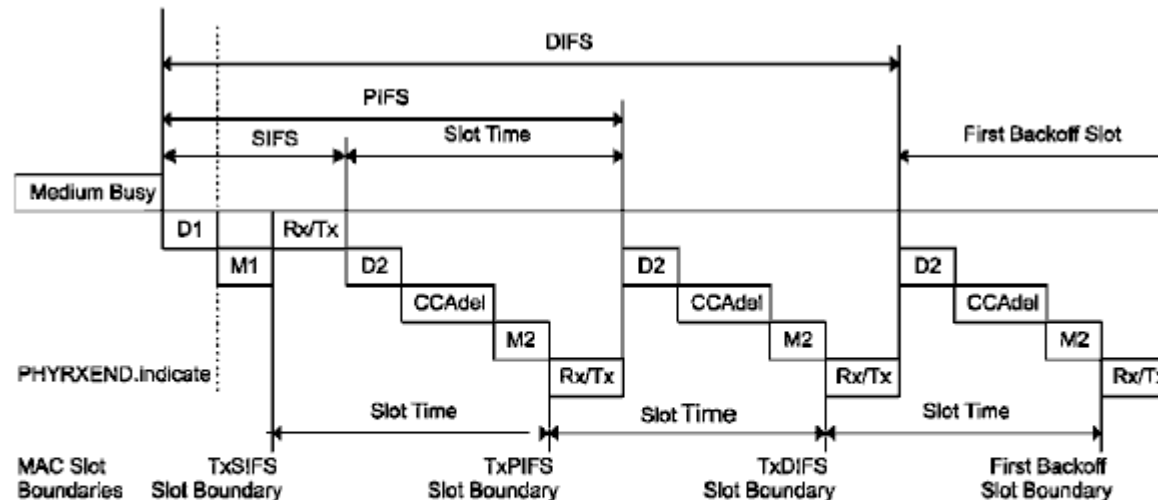 DIFS
PIFS
SIFS
Slot Time
First Backoff Slot
Medium Busy
D1
Rx/Tx
M1
D2
D2
D2
CCAdel
CCAdel
CCAdel
M2
M2
M2
PHYRXEND.indicate
Rx/Tx
Rx/Tx
Slot Time
Slot Time
Slot Time
MAC Slot
Boundaries
TxSIFS
Slot Boundary
TxPIFS
Slot Boundary
TxDIFS
Slot Boundary
First Backoff
Slot Boundary